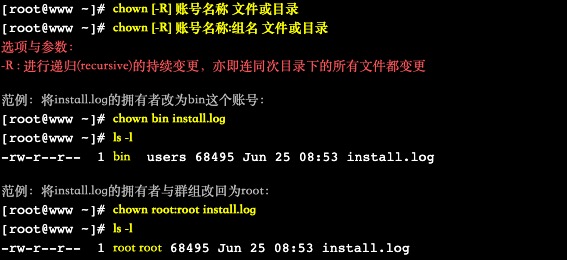 [root@www ~]# chown [-R] 账号名称 文件或目录
[root@www ~]# chown [-R] 账号名称:组名 文件或目录
选项与参数：
-R : 进行递归(recursive)的持续变更，亦即连同次目录下的所有文件都变更
范例：将install.log的拥有者改为bin这个账号：
[root@www ~]# chown bin install.log
[root@www ~]# ls -l
-rw-r--r-- 1 bin users 68495 Jun 25 08:53 install.log
范例：将install.log的拥有者与群组改回为root：
[root@www ~]# chown root:root install.log
[root@www ~]# ls -l
-rw-r--r-- 1 root root 68495 Jun 25 08:53 install.log